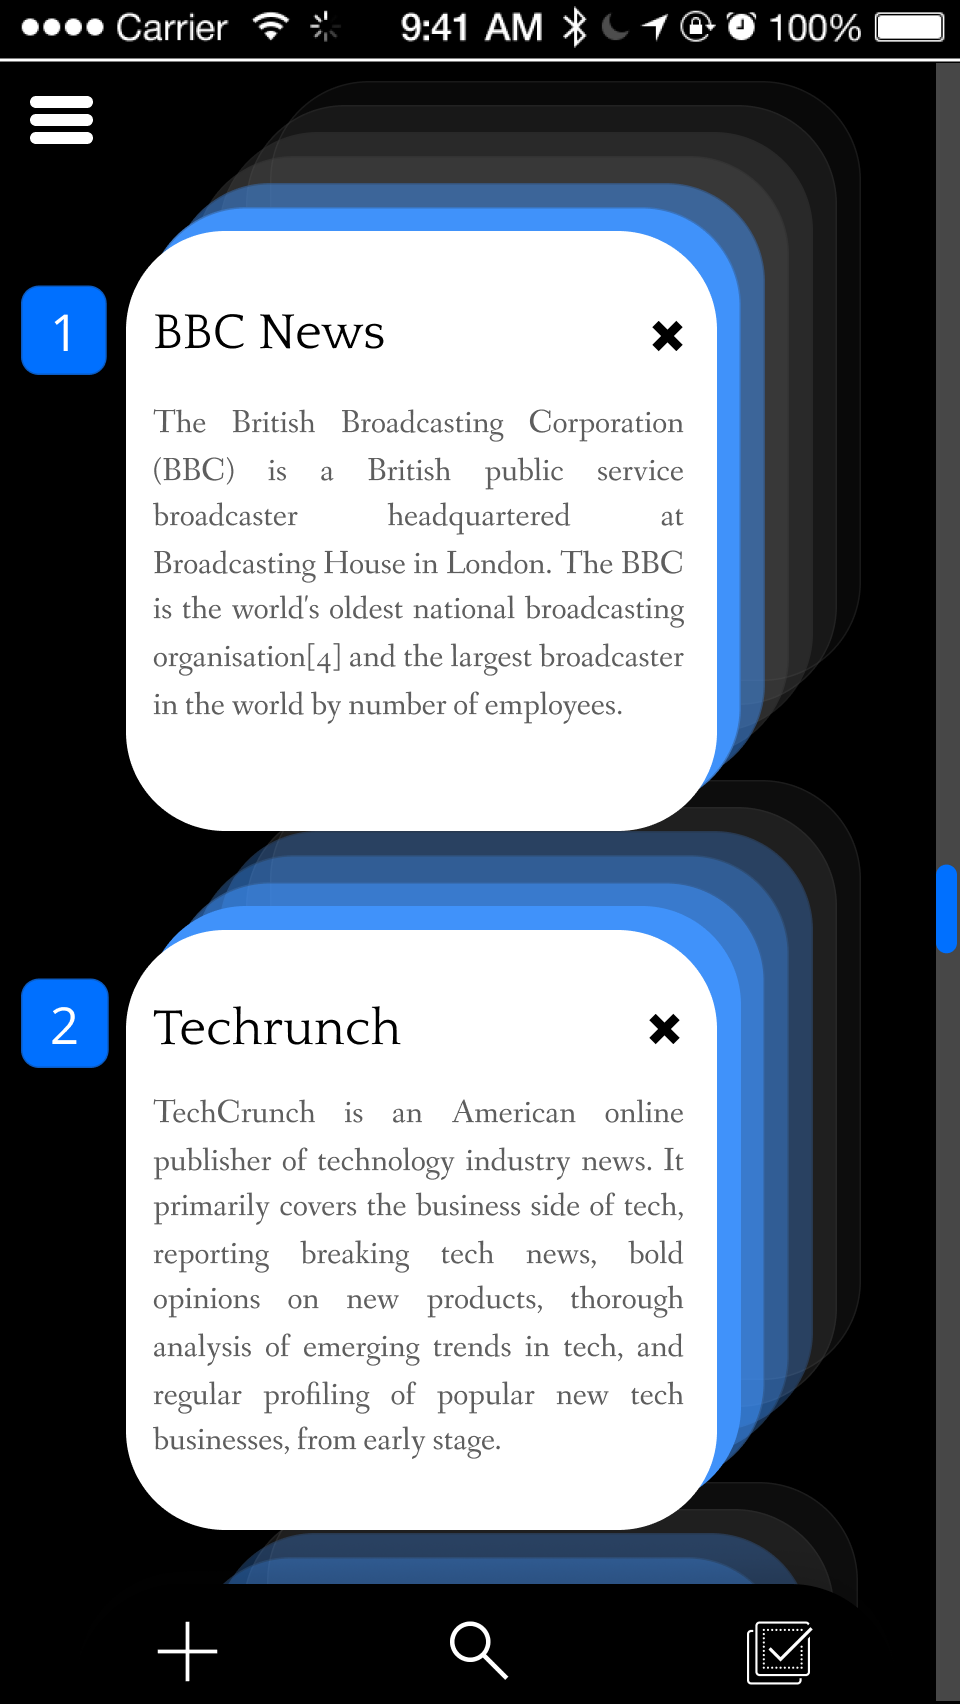 Carrier 9:41 AM 100%
1
BBC News
The British Broadcasting Corporation
(BBC) is a British public service
broadcaster headquartered at
Broadcasting House in London. The BBC
is the world's oldest national broadcasting
organisation[4] and the largest broadcaster
in the world by number of employees.
2
Techrunch
TechCrunch is an American online
publisher of technology industry news. It
primarily covers the business side of tech,
reporting breaking tech news, bold
opinions on new products, thorough
analysis of emerging trends in tech, and
regular profiling of popular new tech
businesses, from early stage.